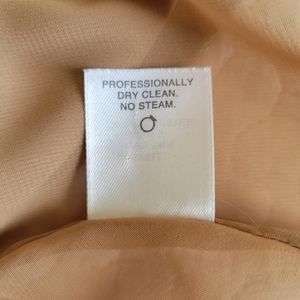 PROFESSIONALLY
DRY CLEAN.
NO STEAM.